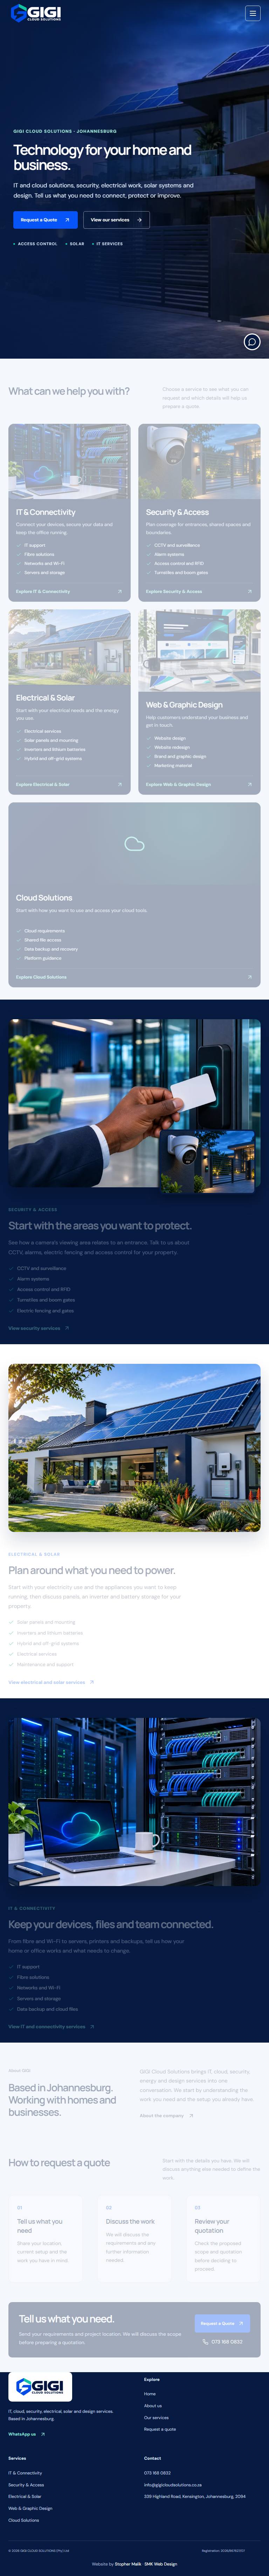 GIGI
CLOUD SOLUTIONS
GIGI CLOUD SOLUTIONS · JOHANNESBURG
Technology for your home and
business.
IT and cloud solutions, security, electrical work, solar systems and
design. Tell us what you need to connect, protect or improve.
Request a Quote
View our services
ACCESS CONTROL
SOLAR
IT SERVICES
What can we help you with?
Choose a service to see what you can
request and which details will help us
prepare a quote.
IT & Connectivity
Connect your devices, secure your data and
keep the office running.
IT support
Fibre solutions
Networks and Wi-Fi
Servers and storage
Explore IT & Connectivity
Security & Access
Plan coverage for entrances, shared spaces and
boundaries.
CCTV and surveillance
Alarm systems
Access control and RFID
Turnstiles and boom gates
Explore Security & Access
Electrical & Solar
Start with your electrical needs and the energy
you use.
Electrical services
Solar panels and mounting
Inverters and lithium batteries
Hybrid and off-grid systems
Explore Electrical & Solar
Web & Graphic Design
Help customers understand your business and
get in touch.
Website design
Website redesign
Brand and graphic design
Marketing material
Explore Web & Graphic Design
Cloud Solutions
Start with how you want to use and access your cloud tools.
Cloud requirements
Shared file access
Data backup and recovery
Platform guidance
Explore Cloud Solutions
SECURITY & ACCESS
Start with the areas you want to protect.
See how a camera's viewing area relates to an entrance. Talk to us about
CCTV, alarms, electric fencing and access control for your property.
CCTV and surveillance
Alarm systems
Access control and RFID
Turnstiles and boom gates
Electric fencing and gates
View security services
ELECTRICAL & SOLAR
Plan around what you need to power.
Start with your electricity use and the appliances you want to keep
running, then discuss panels, an inverter and battery storage for your
property.
Solar panels and mounting
Inverters and lithium batteries
Hybrid and off-grid systems
Electrical services
Maintenance and support
View electrical and solar services
IT & CONNECTIVITY
Keep your devices, files and team connected.
From fibre and Wi-Fi to servers, printers and backups, tell us how your
home or office works and what needs to change.
IT support
Fibre solutions
Networks and Wi-Fi
Servers and storage
Data backup and cloud files
View IT and connectivity services
About GIGI
Based in Johannesburg.
Working with homes and
businesses.
GIGI Cloud Solutions brings IT, cloud, security,
energy and design services into one
conversation. We start by understanding the
work you need and the setup you already have.
About the company
How to request a quote
Start with the details you have. We will
discuss anything else needed to define the
work.
01
Tell us what you
need
Share your location,
current setup and the
work you have in mind.
02
Discuss the work
We will discuss the
requirements and any
further information
needed.
03
Review your
quotation
Check the proposed
scope and quotation
before deciding to
proceed.
Tell us what you need.
Send your requirements and project location. We will discuss the scope
before preparing a quotation.
Request a Quote
073 168 0833
GIGI
CLOUD SOLUTIONS
IT, cloud, security, electrical, solar and design services.
Based in Johannesburg.
WhatsApp us
Explore
Home
About us
Our services
Request a quote
Services
IT & Connectivity
Security & Access
Electrical & Solar
Web & Graphic Design
Cloud Solutions
Contact
073 168 0833
info@gigicloudsolutions.co.za
339 Highland Road, Kensington, Johannesburg, 2094
Website by Stopher Malik · SMK Web Design